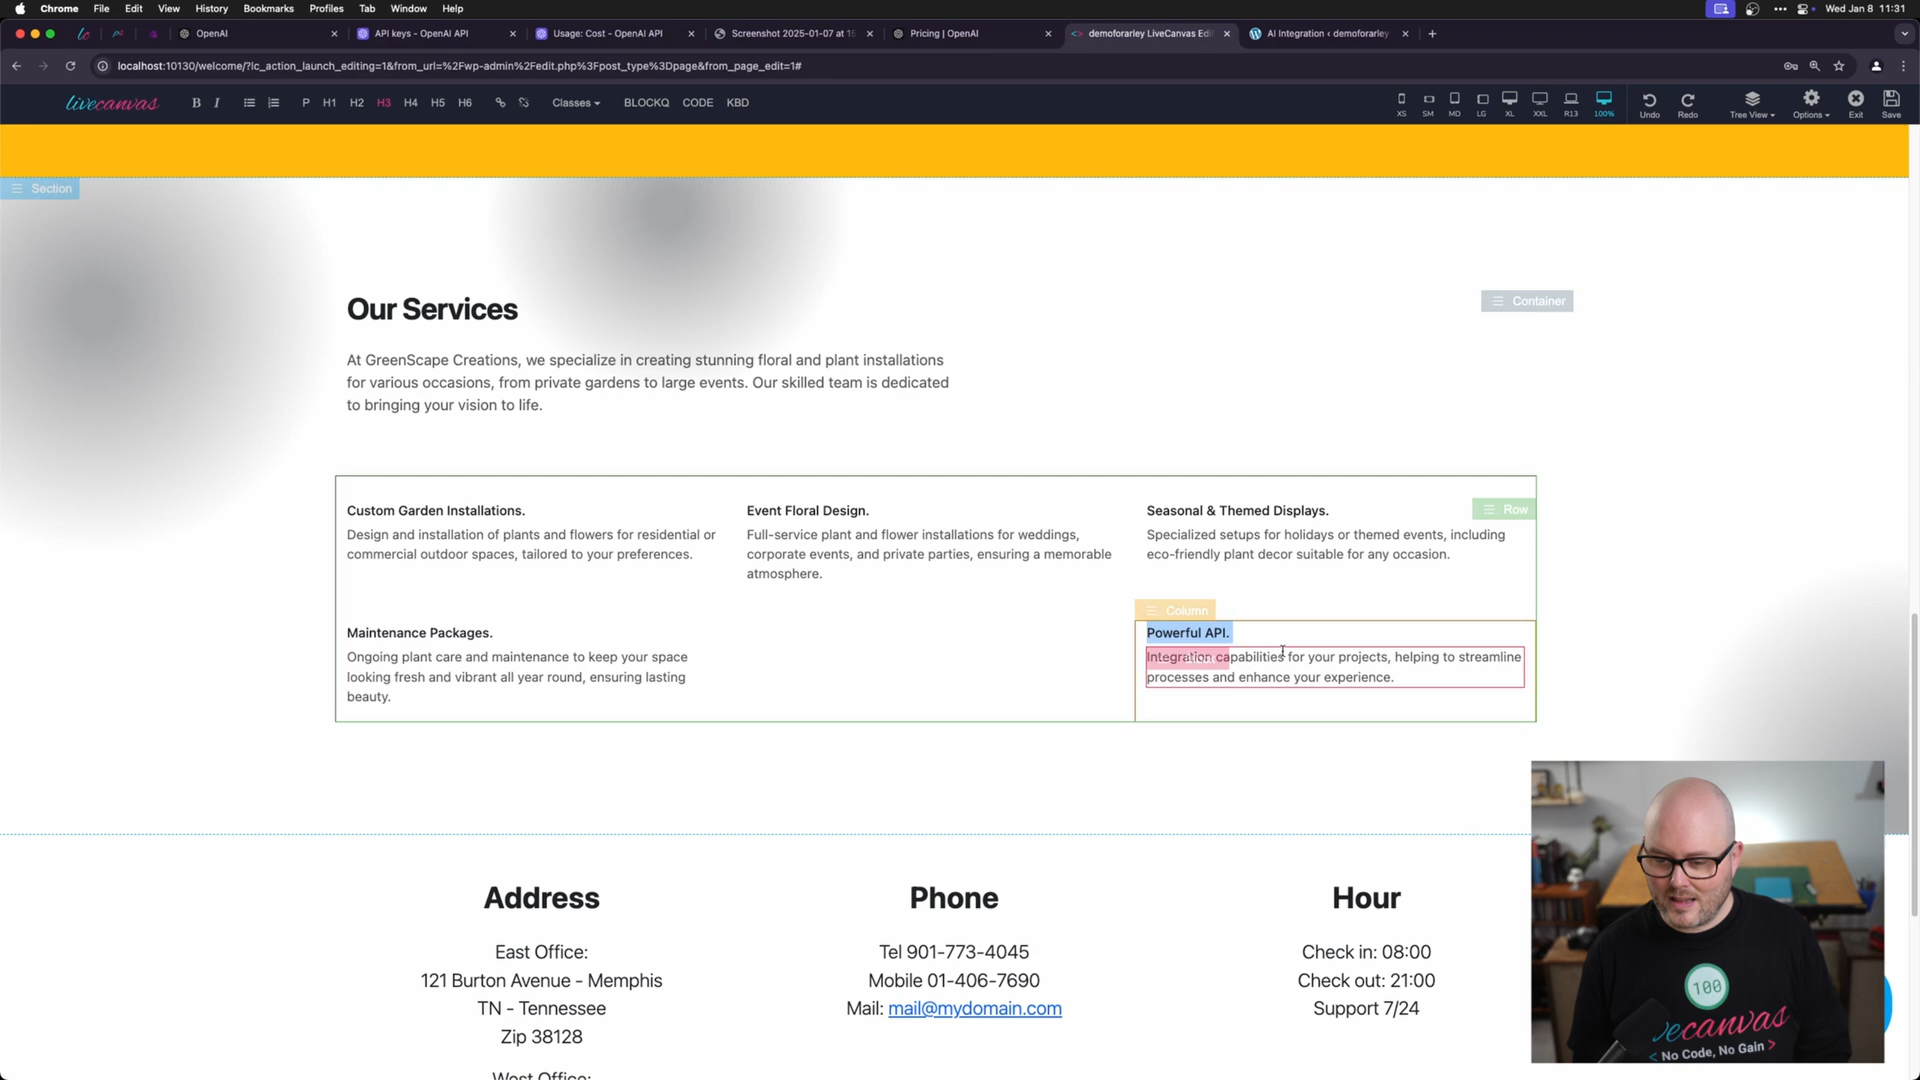 Chrome File Edit View History Bookmarks Profiles Tab Window Help
Wed Jan 8 11:31
OpenAI
API keys - OpenAI API
Usage: Cost - OpenAI API
Screenshot 2025-01-07 at 15
Pricing | OpenAI
demoforarley LiveCanvas Edi
AI Integration ‹ demoforarley
localhost:10130/welcome/?lc_action_launch_editing=1&from_url=%2Fwp-admin%2Fedit.php%3Fpost_type%3Dpage&from_page_edit=1#
livecanvas B I P H1 H2 H3 H4 H5 H6 Classes BLOCKQ CODE KBD
XS SM MD LG XL XXL R13 100% Undo Redo Tree View Options Exit Save
Section
Container
Our Services
At GreenScape Creations, we specialize in creating stunning floral and plant installations
for various occasions, from private gardens to large events. Our skilled team is dedicated
to bringing your vision to life.
Row
Custom Garden Installations.
Design and installation of plants and flowers for residential or
commercial outdoor spaces, tailored to your preferences.
Event Floral Design.
Full-service plant and flower installations for weddings,
corporate events, and private parties, ensuring a memorable
atmosphere.
Seasonal & Themed Displays.
Specialized setups for holidays or themed events, including
eco-friendly plant decor suitable for any occasion.
Maintenance Packages.
Ongoing plant care and maintenance to keep your space
looking fresh and vibrant all year round, ensuring lasting
beauty.
Column
Powerful API.
Integration capabilities for your projects, helping to streamline
processes and enhance your experience.
Address
East Office:
121 Burton Avenue - Memphis
TN - Tennessee
Zip 38128
West Office:
Phone
Tel 901-773-4045
Mobile 01-406-7690
Mail: mail@mydomain.com
Hour
Check in: 08:00
Check out: 21:00
Support 7/24
100
vecanvas
< No Code, No Gain >